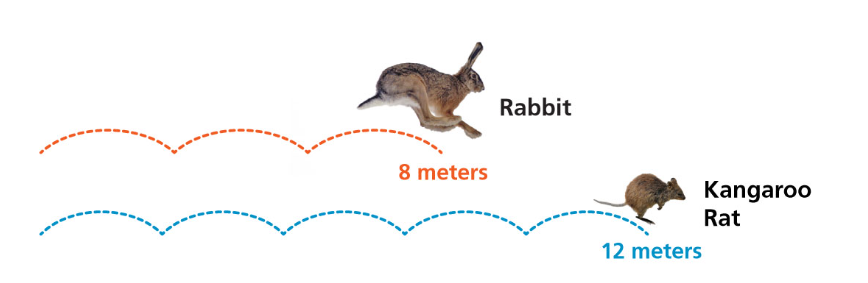 Rabbit
8 meters
Kangaroo
Rat
12 meters